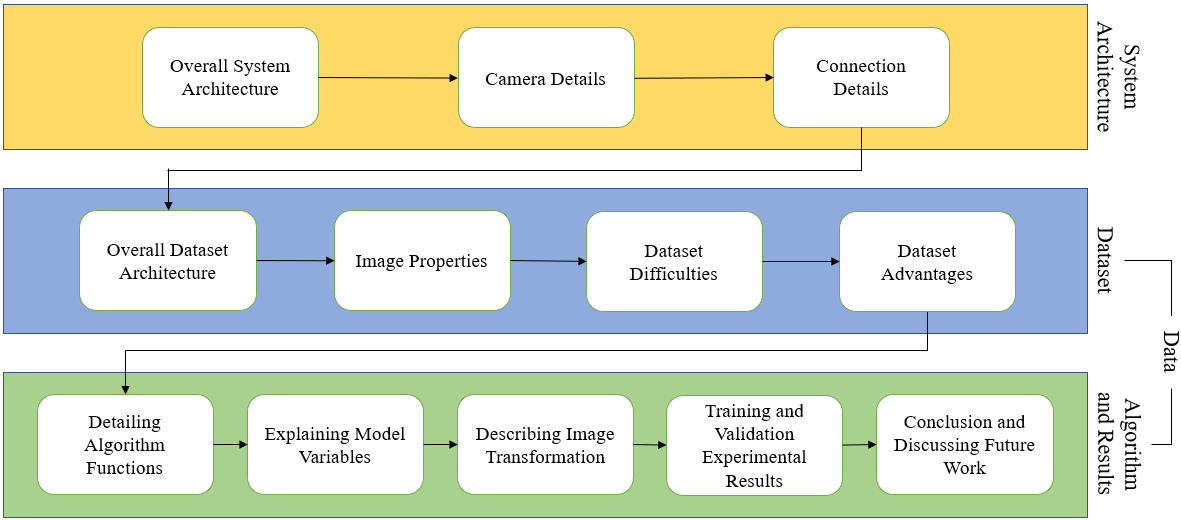 Overall System
Architecture
Camera Details
Connection
Details
System
Architecture
Overall Dataset
Architecture
Image Properties
Dataset
Difficulties
Dataset
Advantages
Dataset
Data
Detailing
Algorithm
Functions
Explaining Model
Variables
Describing Image
Transformation
Training and
Validation
Experimental
Results
Conclusion and
Discussing Future
Work
Algorithm
and Results